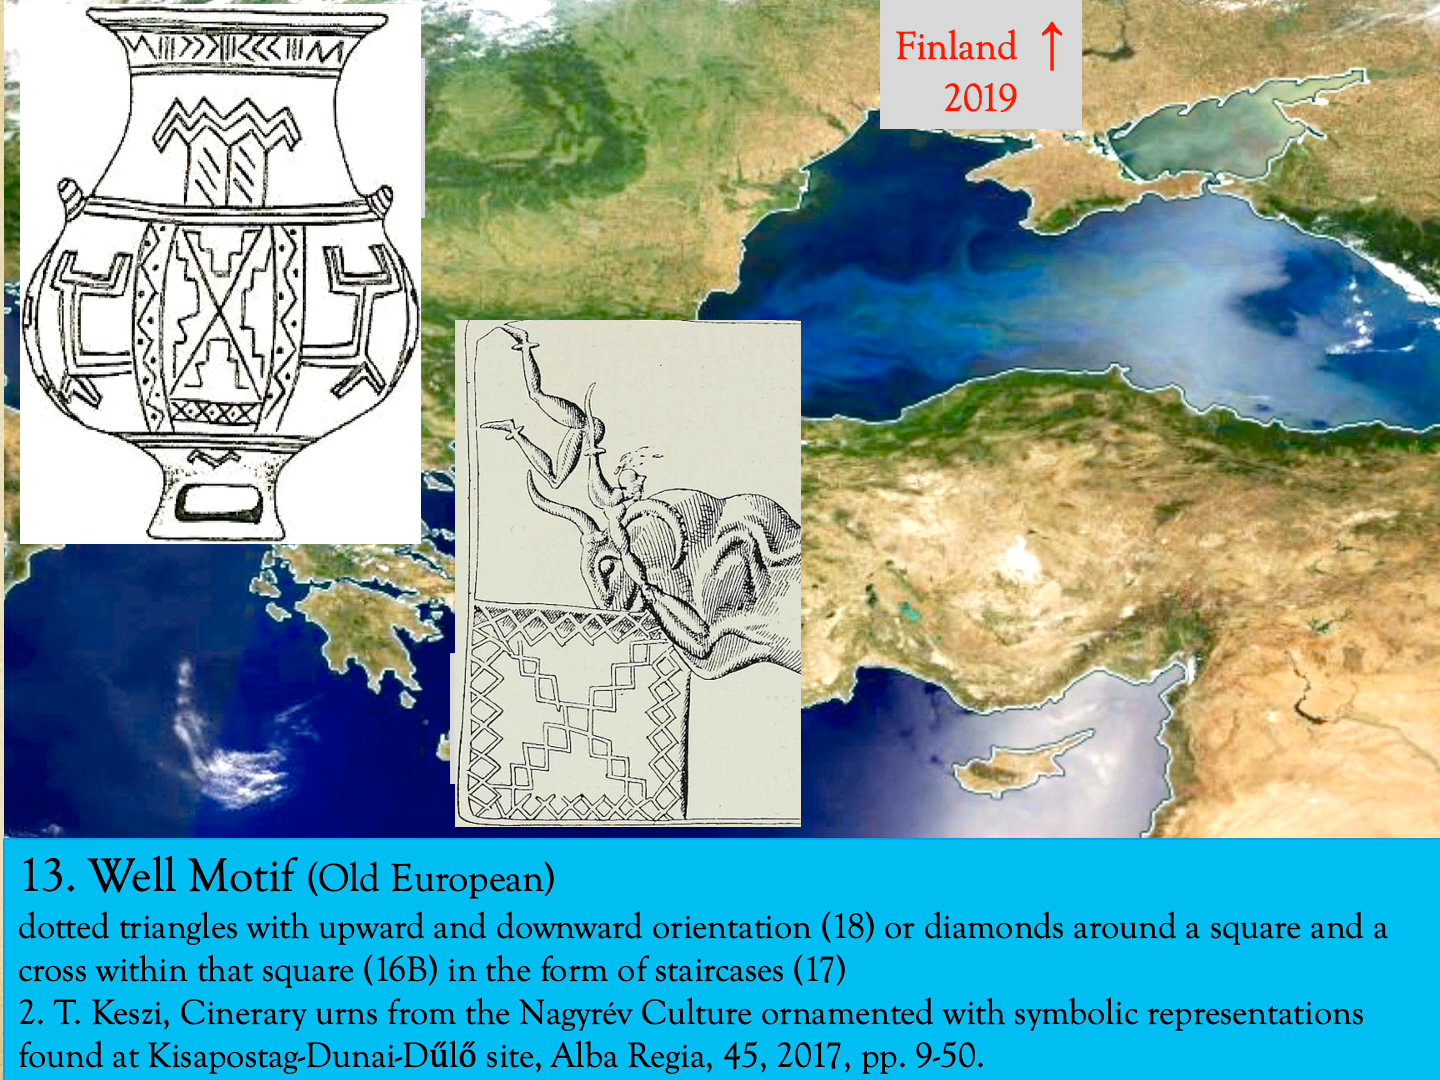 Finland ↑
2019
13. Well Motif (Old European)
dotted triangles with upward and downward orientation (18) or diamonds around a square and a
cross within that square (16B) in the form of staircases (17)
2. T. Keszi, Cinerary urns from the Nagyrév Culture ornamented with symbolic representations
found at Kisapostag-Dunai-Dűlő site, Alba Regia, 45, 2017, pp. 9-50.